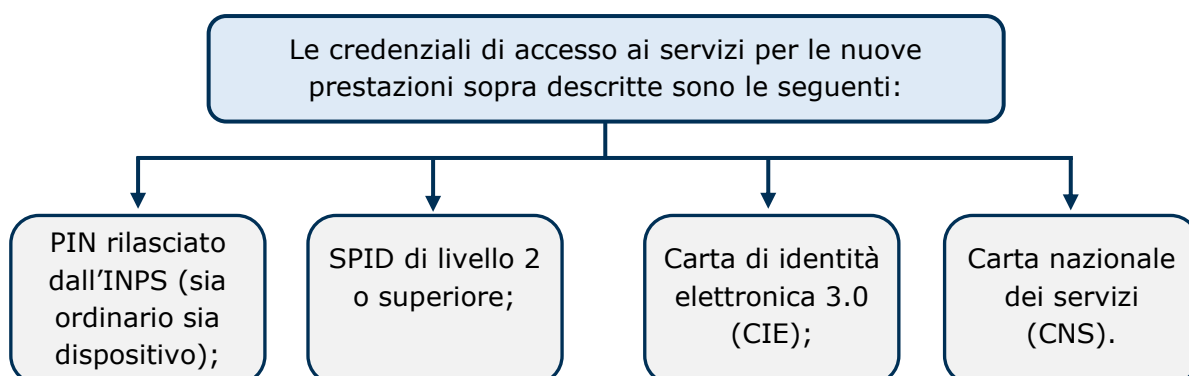 Le credenziali di accesso ai servizi per le nuove
prestazioni sopra descritte sono le seguenti:
PIN rilasciato
dall’INPS (sia
ordinario sia
dispositivo);
SPID di livello 2
o superiore;
Carta di identità
elettronica 3.0
(CIE);
Carta nazionale
dei servizi
(CNS).